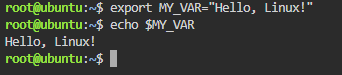 root@ubuntu:~# export MY_VAR="Hello, Linux!"
root@ubuntu:~# echo $MY_VAR
Hello, Linux!
root@ubuntu:~#